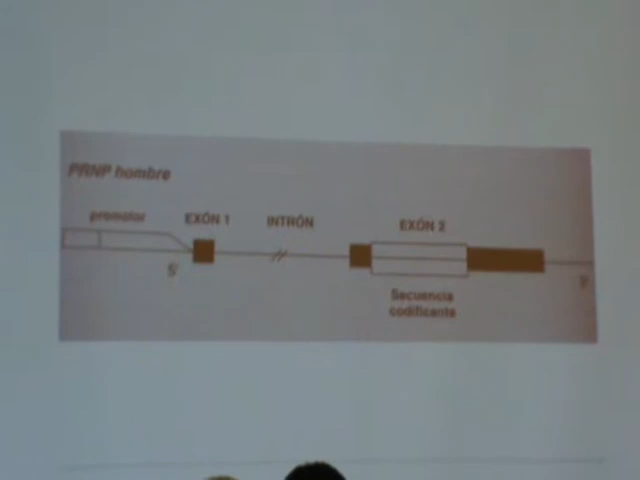 PRNP hombre
promotor
EXÓN 1
INTRÓN
EXÓN 2
5'
3'
Secuencia
codificante